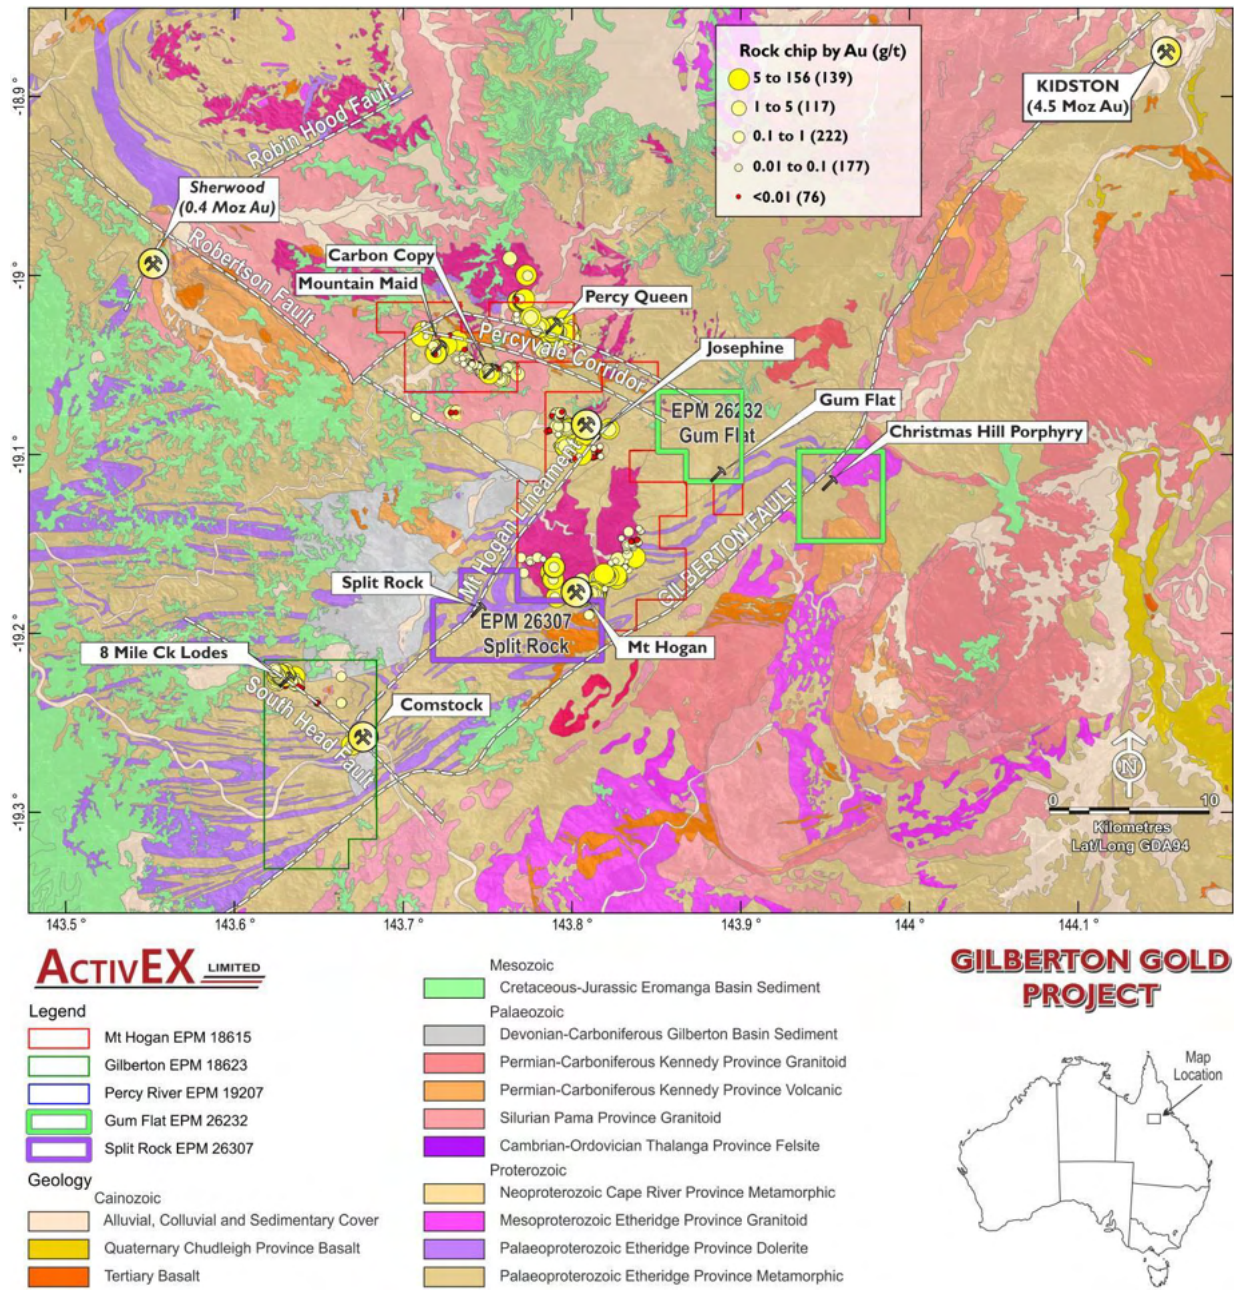 Rock chip by Au (g/t)
5 to 156 (139)
1 to 5 (117)
0.1 to 1 (222)
0.01 to 0.1 (177)
<0.01 (76)
KIDSTON
(4.5 Moz Au)
Robin Hood Fault
Sherwood
(0.4 Moz Au)
Robertson Fault
Carbon Copy
Mountain Maid
Percy Queen
Percyvale Corridor
Josephine
EPM 26232
Gum Flat
Gum Flat
Christmas Hill Porphyry
Mt Hogan Lineament
GILBERTON FAULT
Split Rock
EPM 26307
Split Rock
Mt Hogan
8 Mile Ck Lodes
South Head Fault
Comstock
N
0 10
Kilometres
Lat/Long GDA94
-18.9
-19°
-19.1
-19.2
-19.3
143.5 143.6 ° 143.7 ° 143.8 ° 143.9 ° 144 ° 144.1 °
ACTIVEX LIMITED
Legend
Mt Hogan EPM 18615
Gilberton EPM 18623
Percy River EPM 19207
Gum Flat EPM 26232
Split Rock EPM 26307
Geology
Cainozoic
Alluvial, Colluvial and Sedimentary Cover
Quaternary Chudleigh Province Basalt
Tertiary Basalt
Mesozoic
Cretaceous-Jurassic Eromanga Basin Sediment
Palaeozoic
Devonian-Carboniferous Gilberton Basin Sediment
Permian-Carboniferous Kennedy Province Granitoid
Permian-Carboniferous Kennedy Province Volcanic
Silurian Pama Province Granitoid
Cambrian-Ordovician Thalanga Province Felsite
Proterozoic
Neoproterozoic Cape River Province Metamorphic
Mesoproterozoic Etheridge Province Granitoid
Palaeoproterozoic Etheridge Province Dolerite
Palaeoproterozoic Etheridge Province Metamorphic
GILBERTON GOLD
PROJECT
Map
Location